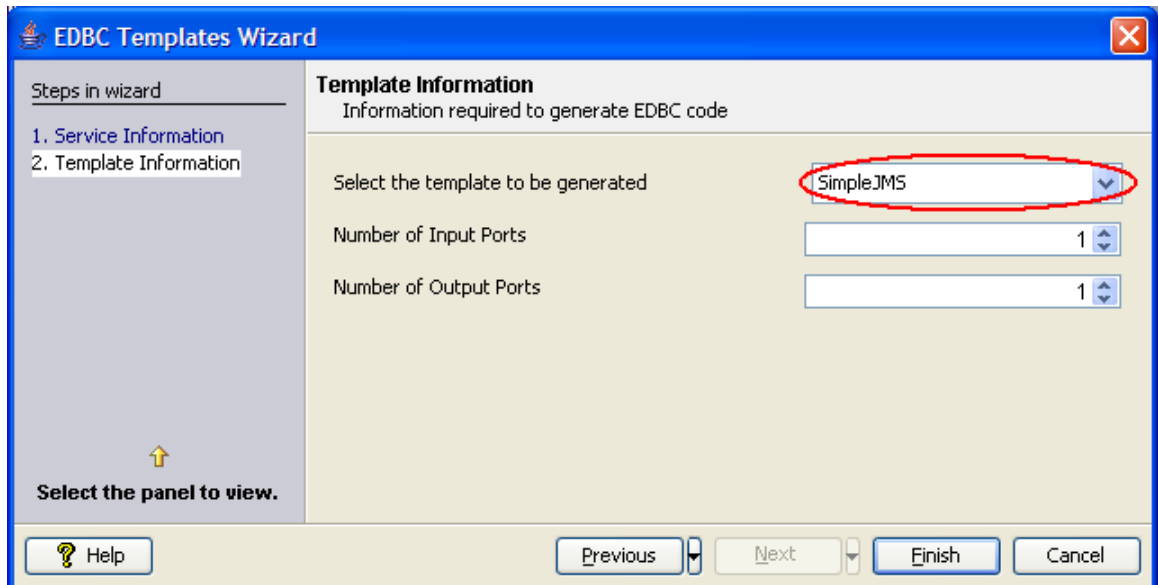 EDBC Templates Wizard
Steps in wizard
1. Service Information
2. Template Information
Select the panel to view.
Template Information
Information required to generate EDBC code
Select the template to be generated
SimpleJMS
Number of Input Ports
1
Number of Output Ports
1
Help
Previous
Next
Finish
Cancel